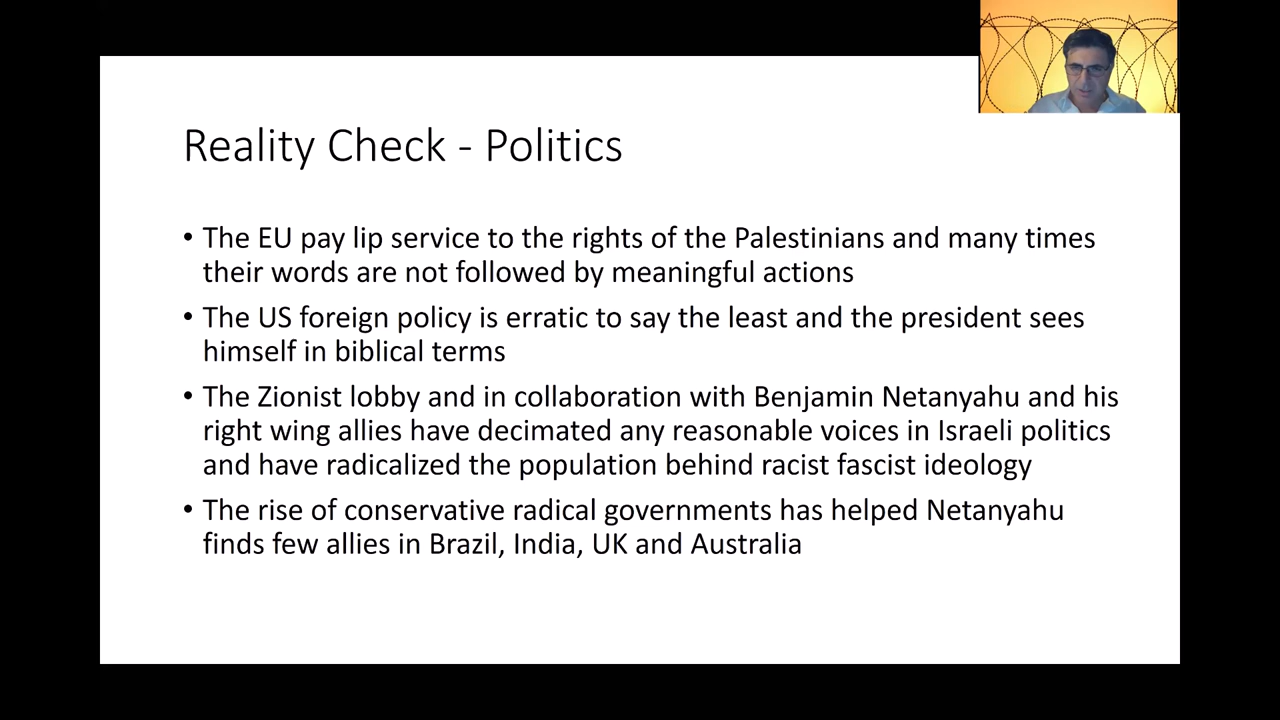 Reality Check - Politics
• The EU pay lip service to the rights of the Palestinians and many times
their words are not followed by meaningful actions
• The US foreign policy is erratic to say the least and the president sees
himself in biblical terms
• The Zionist lobby and in collaboration with Benjamin Netanyahu and his
right wing allies have decimated any reasonable voices in Israeli politics
and have radicalized the population behind racist fascist ideology
• The rise of conservative radical governments has helped Netanyahu
finds few allies in Brazil, India, UK and Australia